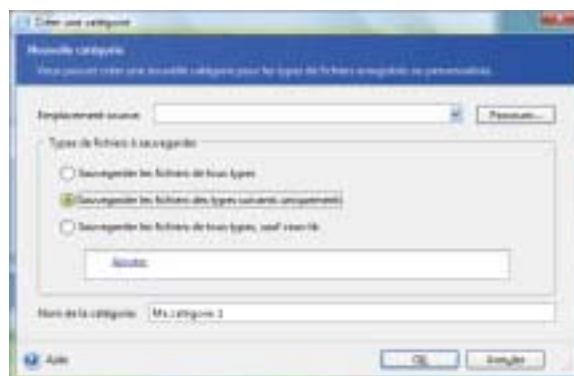 Créer une catégorie
Nouvelle catégorie
Vous pouvez créer une nouvelle catégorie pour les types de fichiers enregistrés ou personnalisés.
Emplacement source:
Parcourir...
Types de fichiers à sauvegarder
Sauvegarder les fichiers de tous types
Sauvegarder les fichiers des types suivants uniquement
Sauvegarder les fichiers de tous types, sauf ceux-là
Ajouter
Nom de la catégorie: Ma catégorie 1
Aide
OK
Annuler